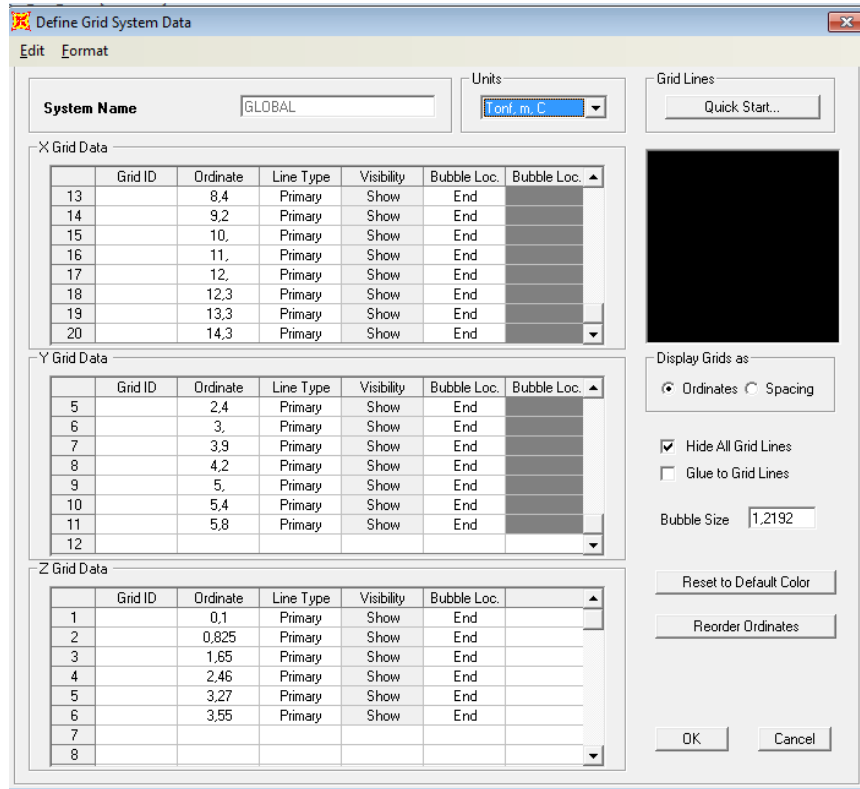 Define Grid System Data
Edit Format
System Name GLOBAL
Units
Tonf, m, C
Grid Lines
Quick Start...
X Grid Data
Grid ID Ordinate Line Type Visibility Bubble Loc. Bubble Loc.
13 8,4 Primary Show End
14 9,2 Primary Show End
15 10, Primary Show End
16 11, Primary Show End
17 12, Primary Show End
18 12,3 Primary Show End
19 13,3 Primary Show End
20 14,3 Primary Show End
Y Grid Data
Grid ID Ordinate Line Type Visibility Bubble Loc. Bubble Loc.
5 2,4 Primary Show End
6 3, Primary Show End
7 3,9 Primary Show End
8 4,2 Primary Show End
9 5, Primary Show End
10 5,4 Primary Show End
11 5,8 Primary Show End
12
Z Grid Data
Grid ID Ordinate Line Type Visibility Bubble Loc.
1 0,1 Primary Show End
2 0,825 Primary Show End
3 1,65 Primary Show End
4 2,46 Primary Show End
5 3,27 Primary Show End
6 3,55 Primary Show End
7
8
Display Grids as
Ordinates Spacing
Hide All Grid Lines
Glue to Grid Lines
Bubble Size 1,2192
Reset to Default Color
Reorder Ordinates
OK Cancel